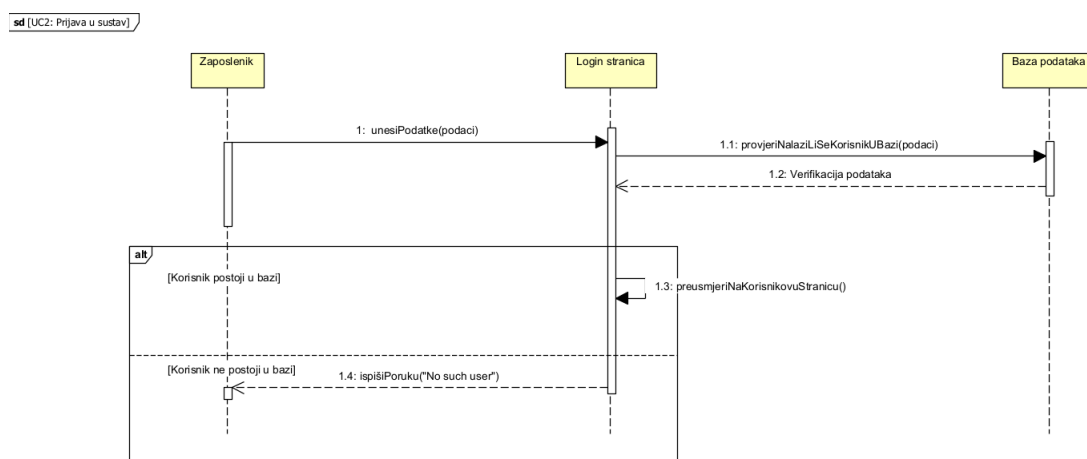 sd [UC2: Prijava u sustav]
Zaposlenik
Login stranica
Baza podataka
1: unesiPodatke(podaci)
1.1: provjeriNalaziLiSeKorisnikUBazi(podaci)
1.2: Verifikacija podataka
alt
[Korisnik postoji u bazi]
1.3: preusmjeriNaKorisnikovuStranicu()
[Korisnik ne postoji u bazi]
1.4: ispišiPoruku("No such user")